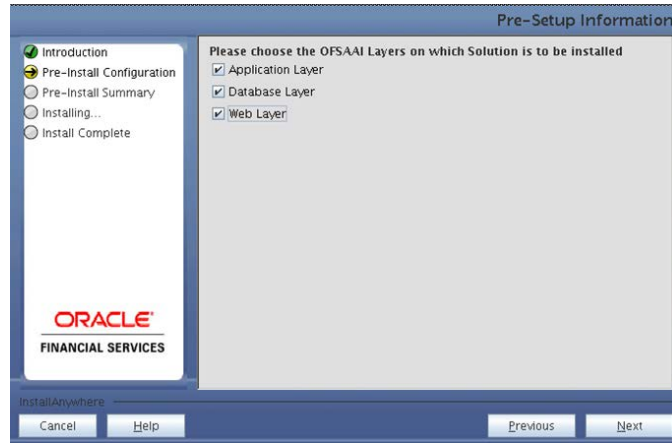 Pre-Setup Information
Introduction
Pre-Install Configuration
Pre-Install Summary
Installing...
Install Complete
Please choose the OFSAAI Layers on which Solution is to be installed
Application Layer
Database Layer
Web Layer
ORACLE
FINANCIAL SERVICES
InstallAnywhere
Cancel
Help
Previous
Next